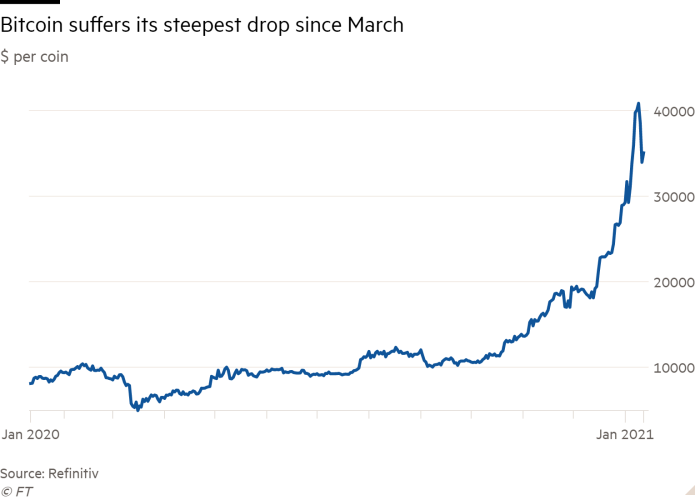 Bitcoin suffers its steepest drop since March
$ per coin
40000
30000
20000
10000
Jan 2020
Jan 2021
Source: Refinitiv
© FT